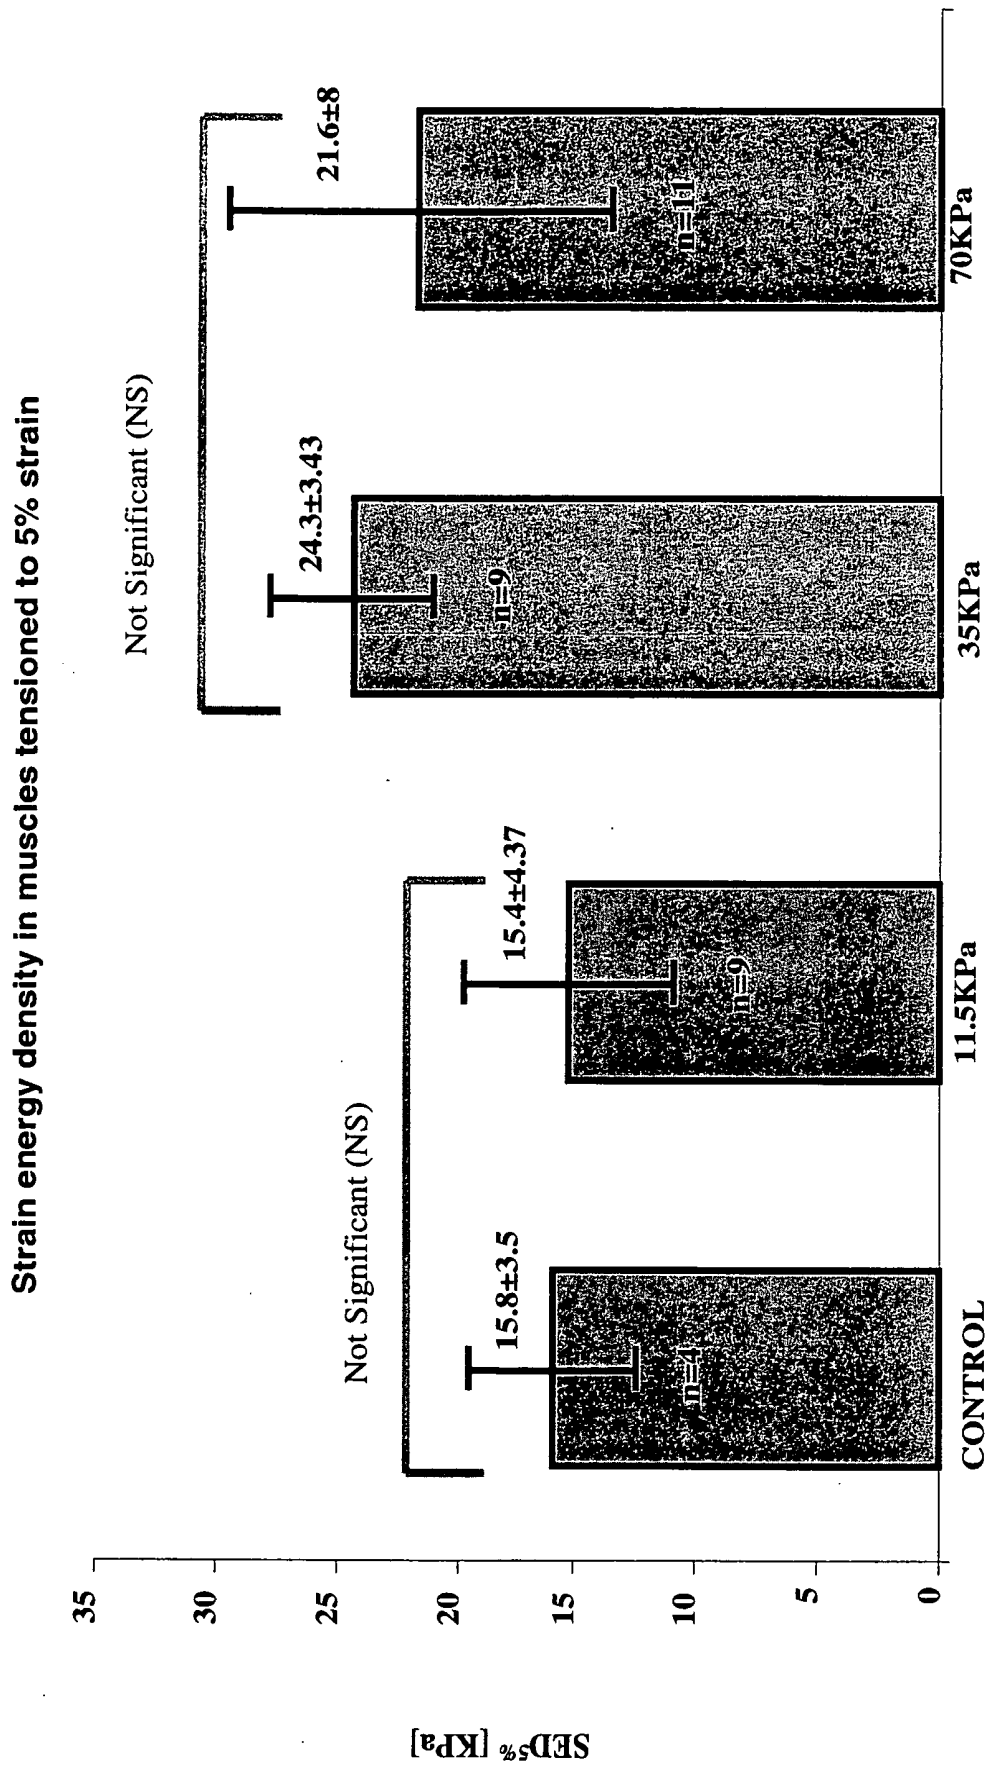 Strain energy density in muscles tensioned to 5% strain
SED5% [KPa]
35
30
25
20
15
10
5
0
Not Significant (NS)
Not Significant (NS)
15.8±3.5
15.4±4.37
24.3±3.43
21.6±8
n=4
n=9
n=9
n=11
CONTROL
11.5KPa
35KPa
70KPa